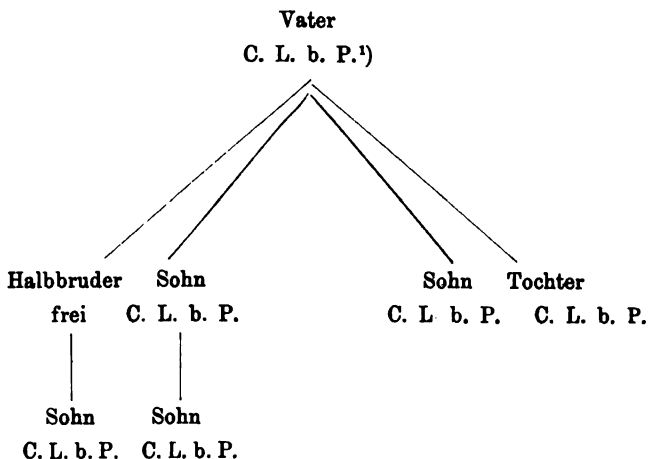 Vater
C. L. b. P.¹)
Halbbruder Sohn Sohn Tochter
frei C. L. b. P. C. L b. P. C. L. b. P.
Sohn Sohn
C. L. b. P. C. L. b. P.